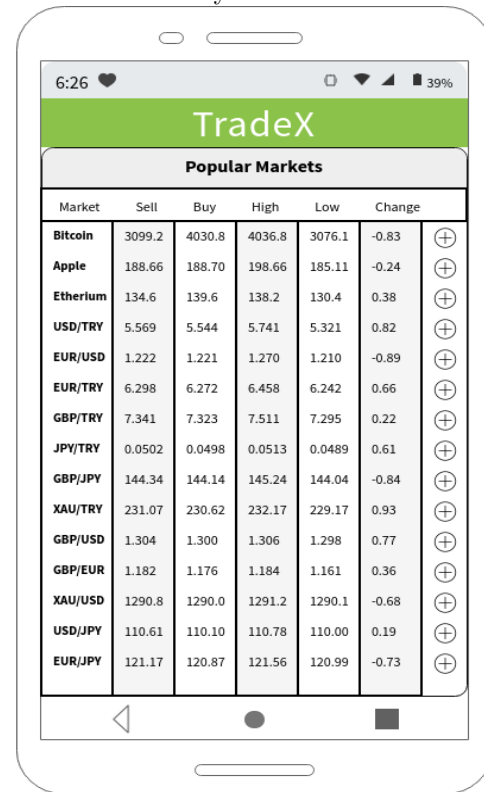 6:26 39%
TradeX
Popular Markets
Market Sell Buy High Low Change
Bitcoin 3099.2 4030.8 4036.8 3076.1 -0.83
Apple 188.66 188.70 198.66 185.11 -0.24
Etherium 134.6 139.6 138.2 130.4 0.38
USD/TRY 5.569 5.544 5.741 5.321 0.82
EUR/USD 1.222 1.221 1.270 1.210 -0.89
EUR/TRY 6.298 6.272 6.458 6.242 0.66
GBP/TRY 7.341 7.323 7.511 7.295 0.22
JPY/TRY 0.0502 0.0498 0.0513 0.0489 0.61
GBP/JPY 144.34 144.14 145.24 144.04 -0.84
XAU/TRY 231.07 230.62 232.17 229.17 0.93
GBP/USD 1.304 1.300 1.306 1.298 0.77
GBP/EUR 1.182 1.176 1.184 1.161 0.36
XAU/USD 1290.8 1290.0 1291.2 1290.1 -0.68
USD/JPY 110.61 110.10 110.78 110.00 0.19
EUR/JPY 121.17 120.87 121.56 120.99 -0.73